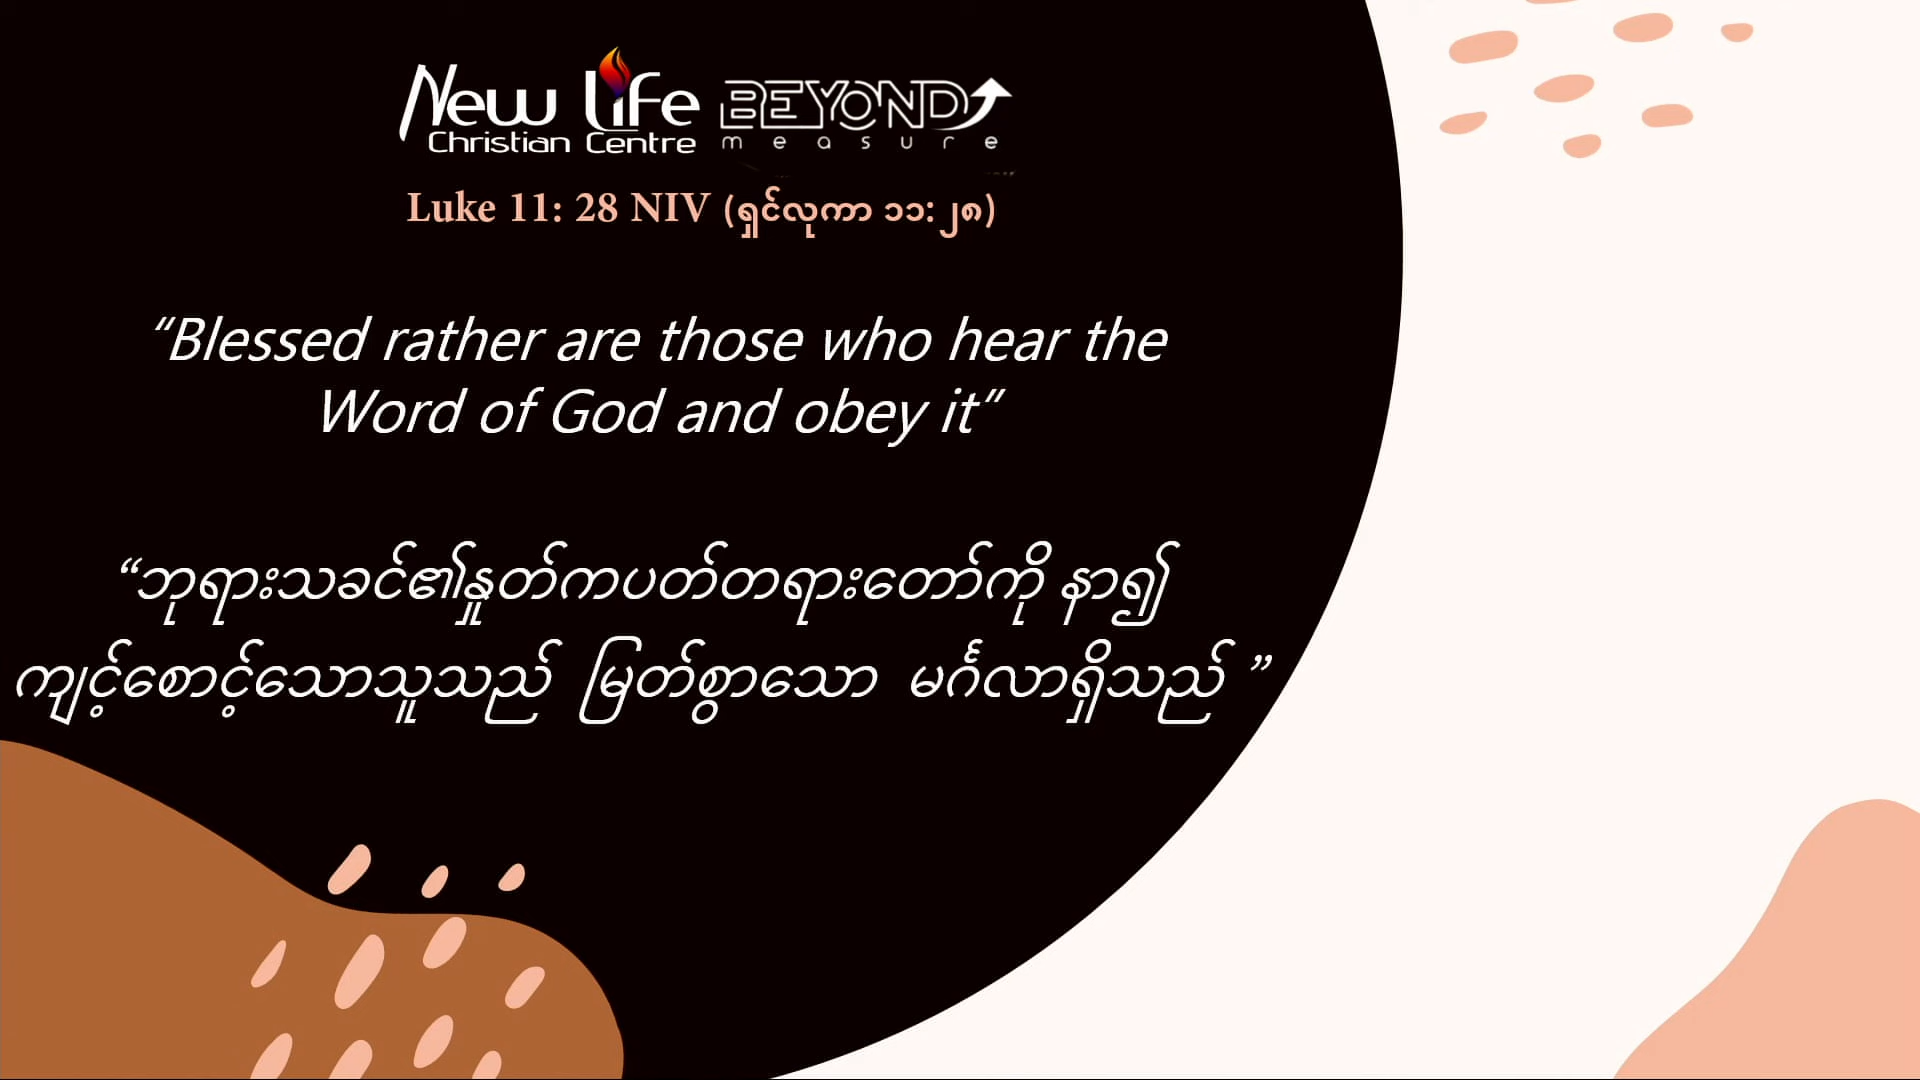 New Life BEYOND
Christian Centre measure
Luke 11: 28 NIV (ရှင်လုကာ ၁၁: ၂၈)
“Blessed rather are those who hear the
Word of God and obey it“
“ဘုရားသခင်၏နှုတ်ကပတ်တရားတော်ကို နာ၍
ကျင့်စောင့်သောသူသည် မြတ်စွာသော မင်္ဂလာရှိသည် ”